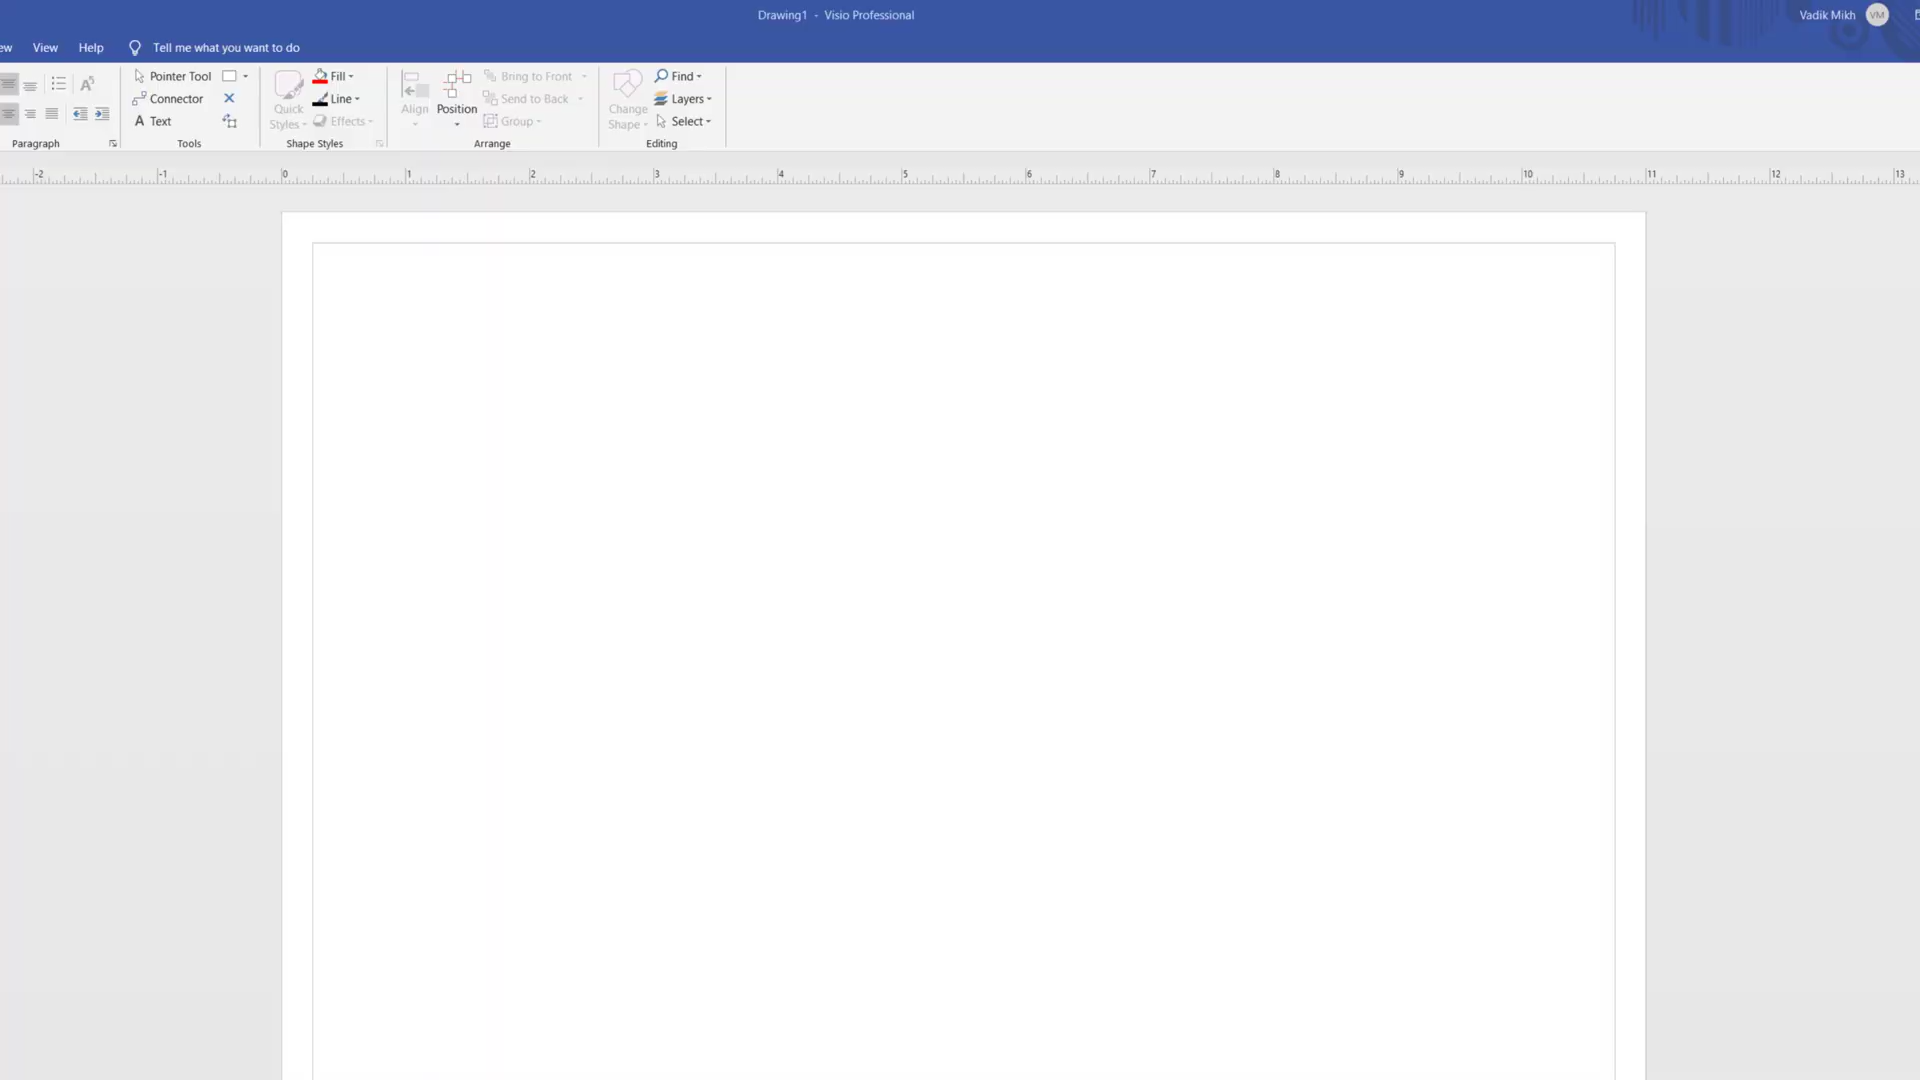 Drawing1 - Visio Professional
Vadik Mikh VM
ew View Help Tell me what you want to do
Pointer Tool
Connector
A Text
Tools
Paragraph
Quick
Styles
Fill
Line
Effects
Shape Styles
Align
Position
Bring to Front
Send to Back
Group
Arrange
Change
Shape
Find
Layers
Select
Editing
-2 -1 0 1 2 3 4 5 6 7 8 9 10 11 12 13